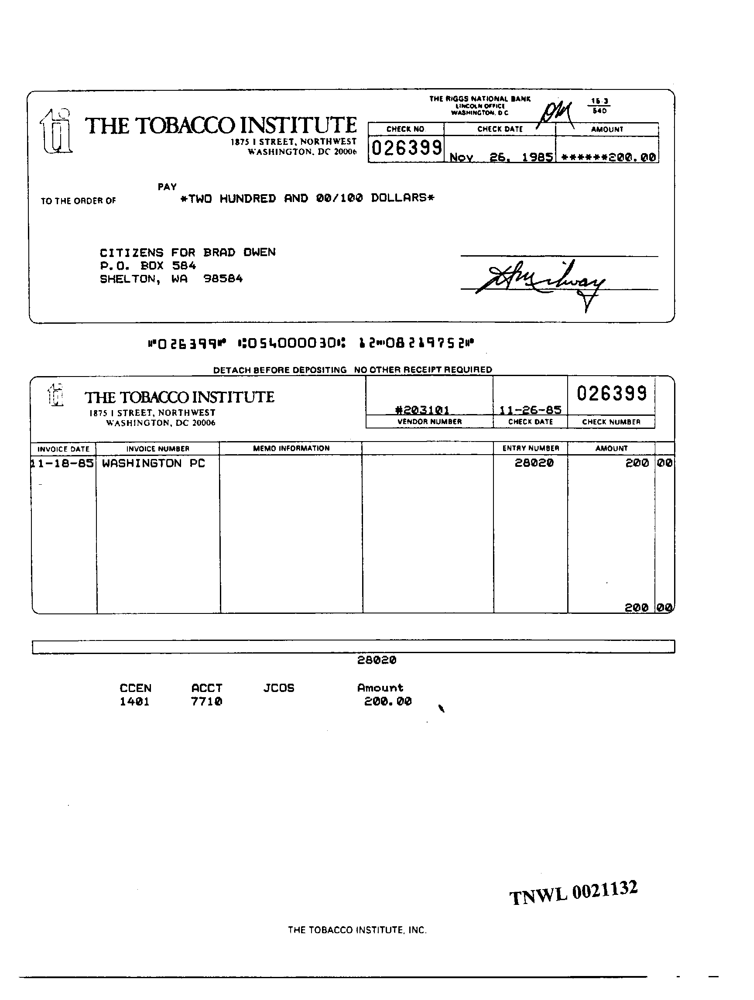 THE RIGGS NATIONAL BANK
LINCOLN OFFICE
WASHINGTON, D C
15-3
540
ti THE TOBACCO INSTITUTE
1875 I STREET, NORTHWEST
WASHINGTON, DC 20006
CHECK NO CHECK DATE AMOUNT
026399 Nov 26, 1985 ******200.00
PAY
TO THE ORDER OF *TWO HUNDRED AND 00/100 DOLLARS*
CITIZENS FOR BRAD OWEN
P.O. BOX 584
SHELTON, WA 98584
⑈026399⑈ ⑆054000030⑆ 12⑉08219752⑈
DETACH BEFORE DEPOSITING NO OTHER RECEIPT REQUIRED
ti THE TOBACCO INSTITUTE
1875 I STREET, NORTHWEST
WASHINGTON, DC 20006
#203101 11-26-85 026399
VENDOR NUMBER CHECK DATE CHECK NUMBER
INVOICE DATE INVOICE NUMBER MEMO INFORMATION ENTRY NUMBER AMOUNT
11-18-85 WASHINGTON PC 28020 200 00
200 00
28020
CCEN ACCT JCOS Amount
1401 7710 200.00
TNWL 0021132
THE TOBACCO INSTITUTE, INC.